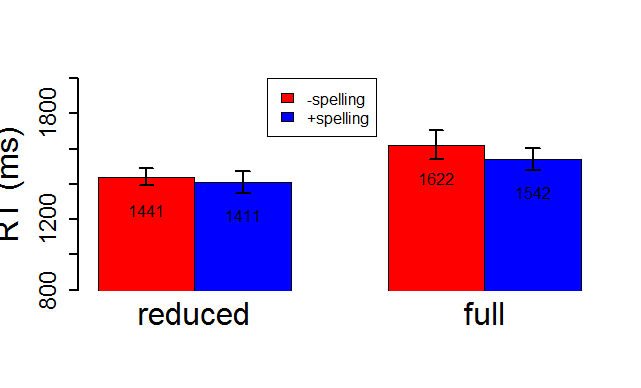 RT (ms)
1800
1200
800
-spelling
+spelling
1441
1411
1622
1542
reduced
full